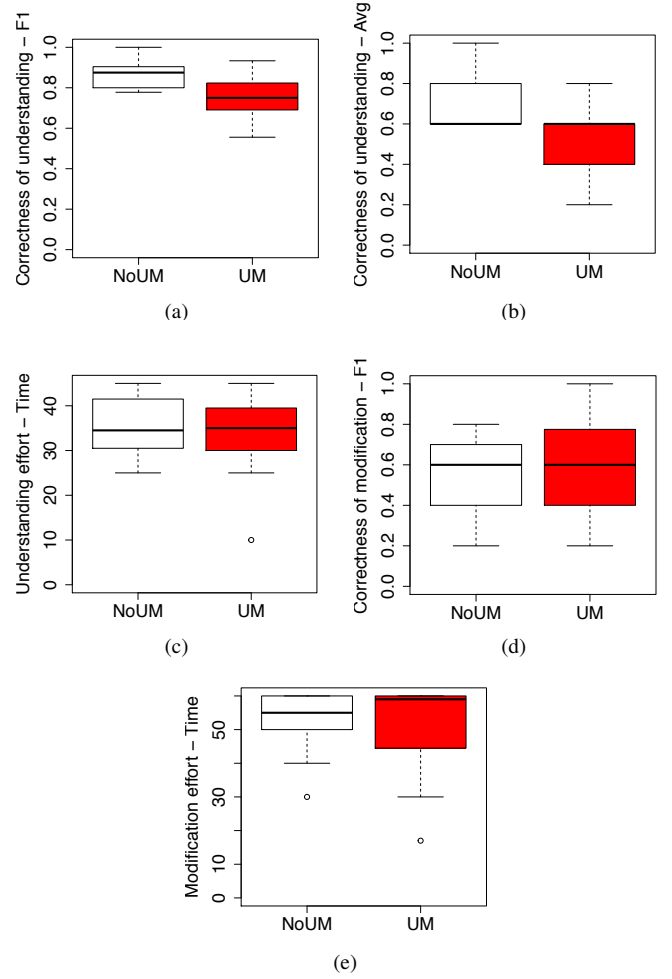 Correctness of understanding − F1
0.0 0.2 0.4 0.6 0.8 1.0
NoUM UM
(a)
Correctness of understanding − Avg
0.0 0.2 0.4 0.6 0.8 1.0
NoUM UM
(b)
Understanding effort − Time
0 10 20 30 40
NoUM UM
(c)
Correctness of modification − F1
0.0 0.2 0.4 0.6 0.8 1.0
NoUM UM
(d)
Modification effort − Time
0 10 30 50
NoUM UM
(e)